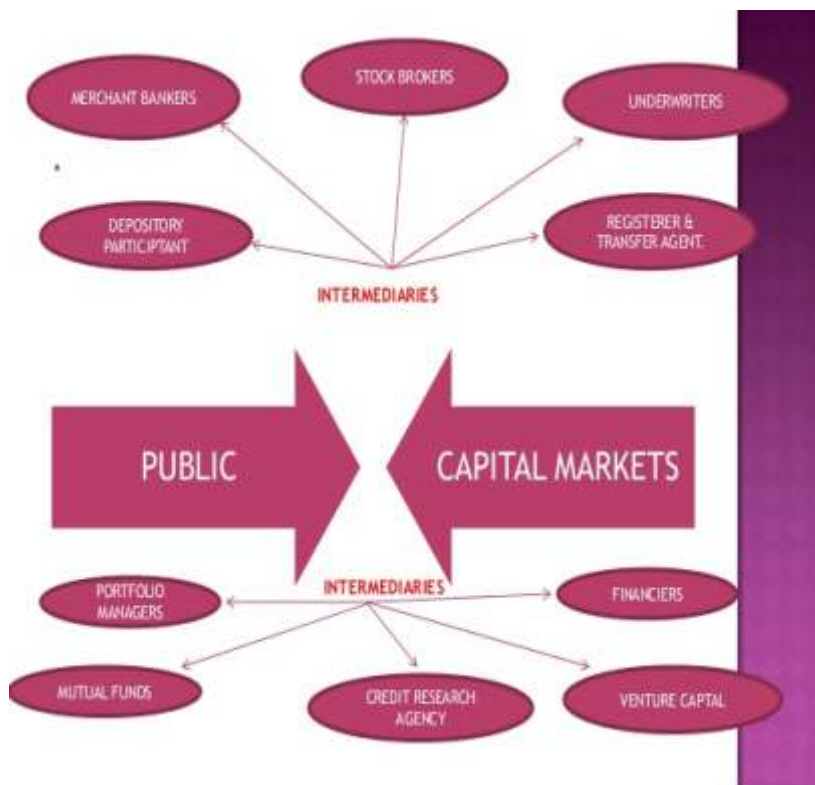 STOCK BROKERS
MERCHANT BANKERS
UNDERWRITERS
DEPOSITORY
PARTICIPTANT
REGISTERER &
TRANSFER AGENT.
INTERMEDIARIES
PUBLIC
CAPITAL MARKETS
INTERMEDIARIES
PORTFOLIO
MANAGERS
FINANCIERS
MUTUAL FUNDS
CREDIT RESEARCH
AGENCY
VENTURE CAPTAL